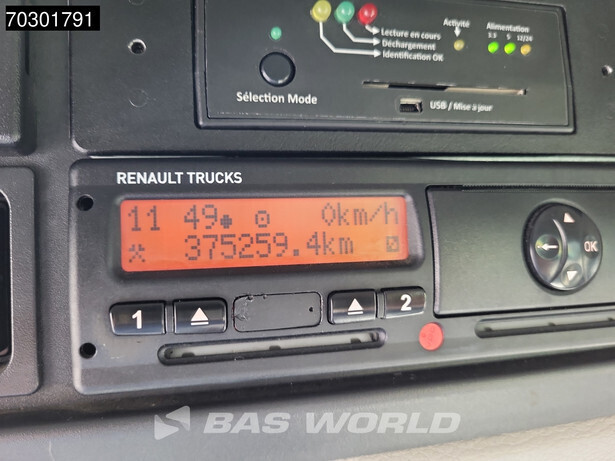 70301791
Activité
Alimentation
3.3 5 12/24
Lecture en cours
Déchargement
Identification OK
Sélection Mode
USB / Mise à jour
RENAULT TRUCKS
11 49 0km/h
375259.4km
OK
1
2
BAS WORLD